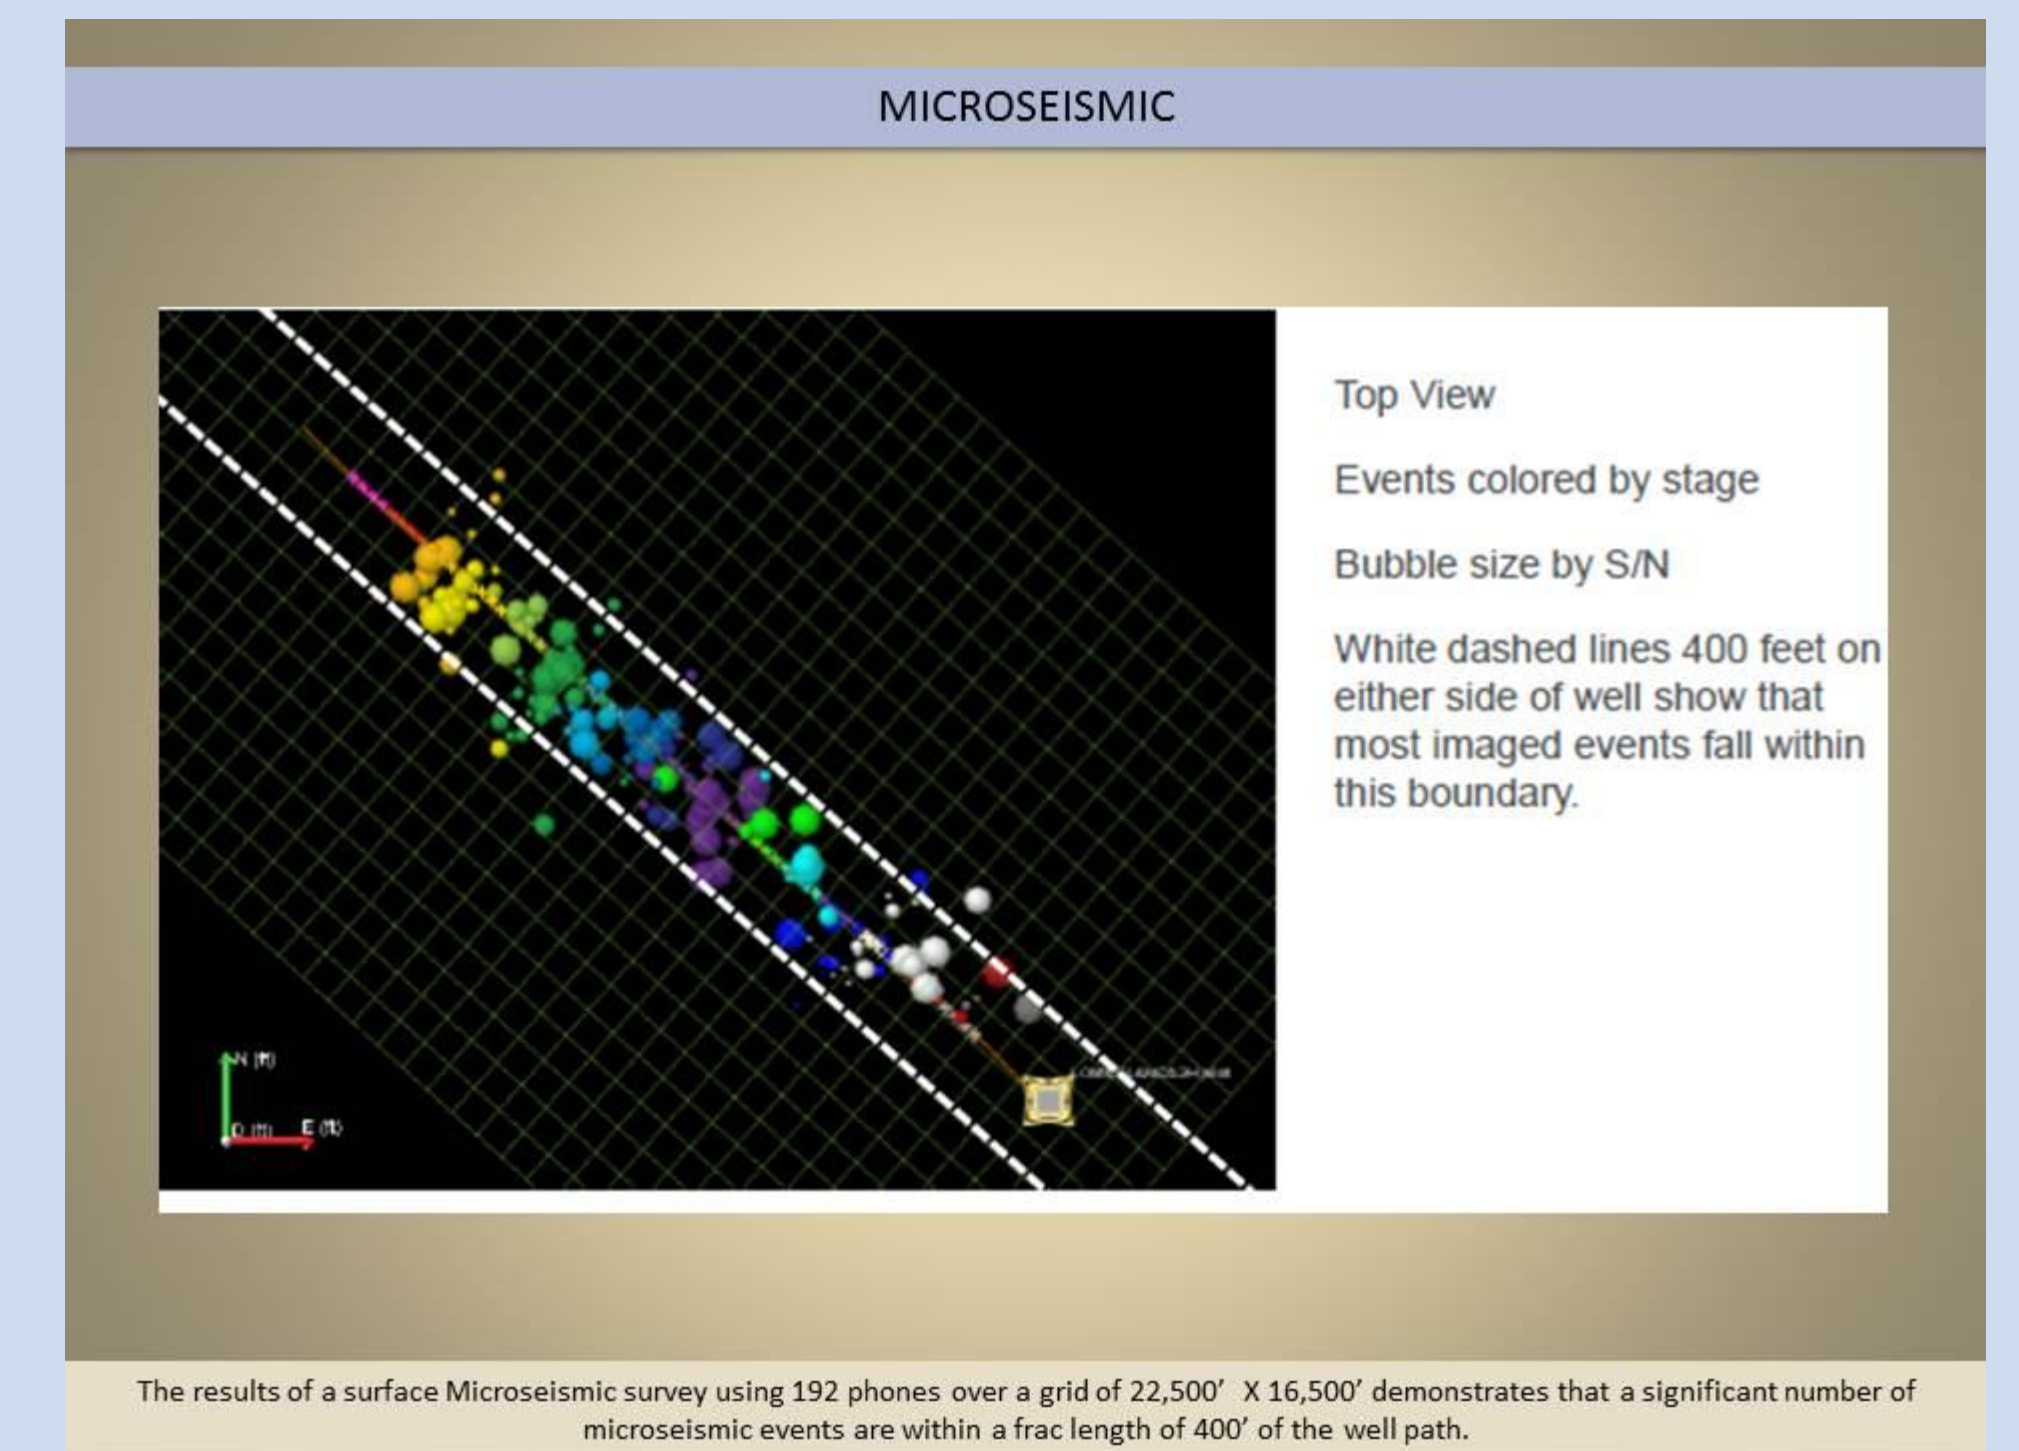 MICROSEISMIC
Top View
Events colored by stage
Bubble size by S/N
White dashed lines 400 feet on
either side of well show that
most imaged events fall within
this boundary.
N (ft)
D (ft) E (ft)
The results of a surface Microseismic survey using 192 phones over a grid of 22,500’ X 16,500’ demonstrates that a significant number of
microseismic events are within a frac length of 400’ of the well path.